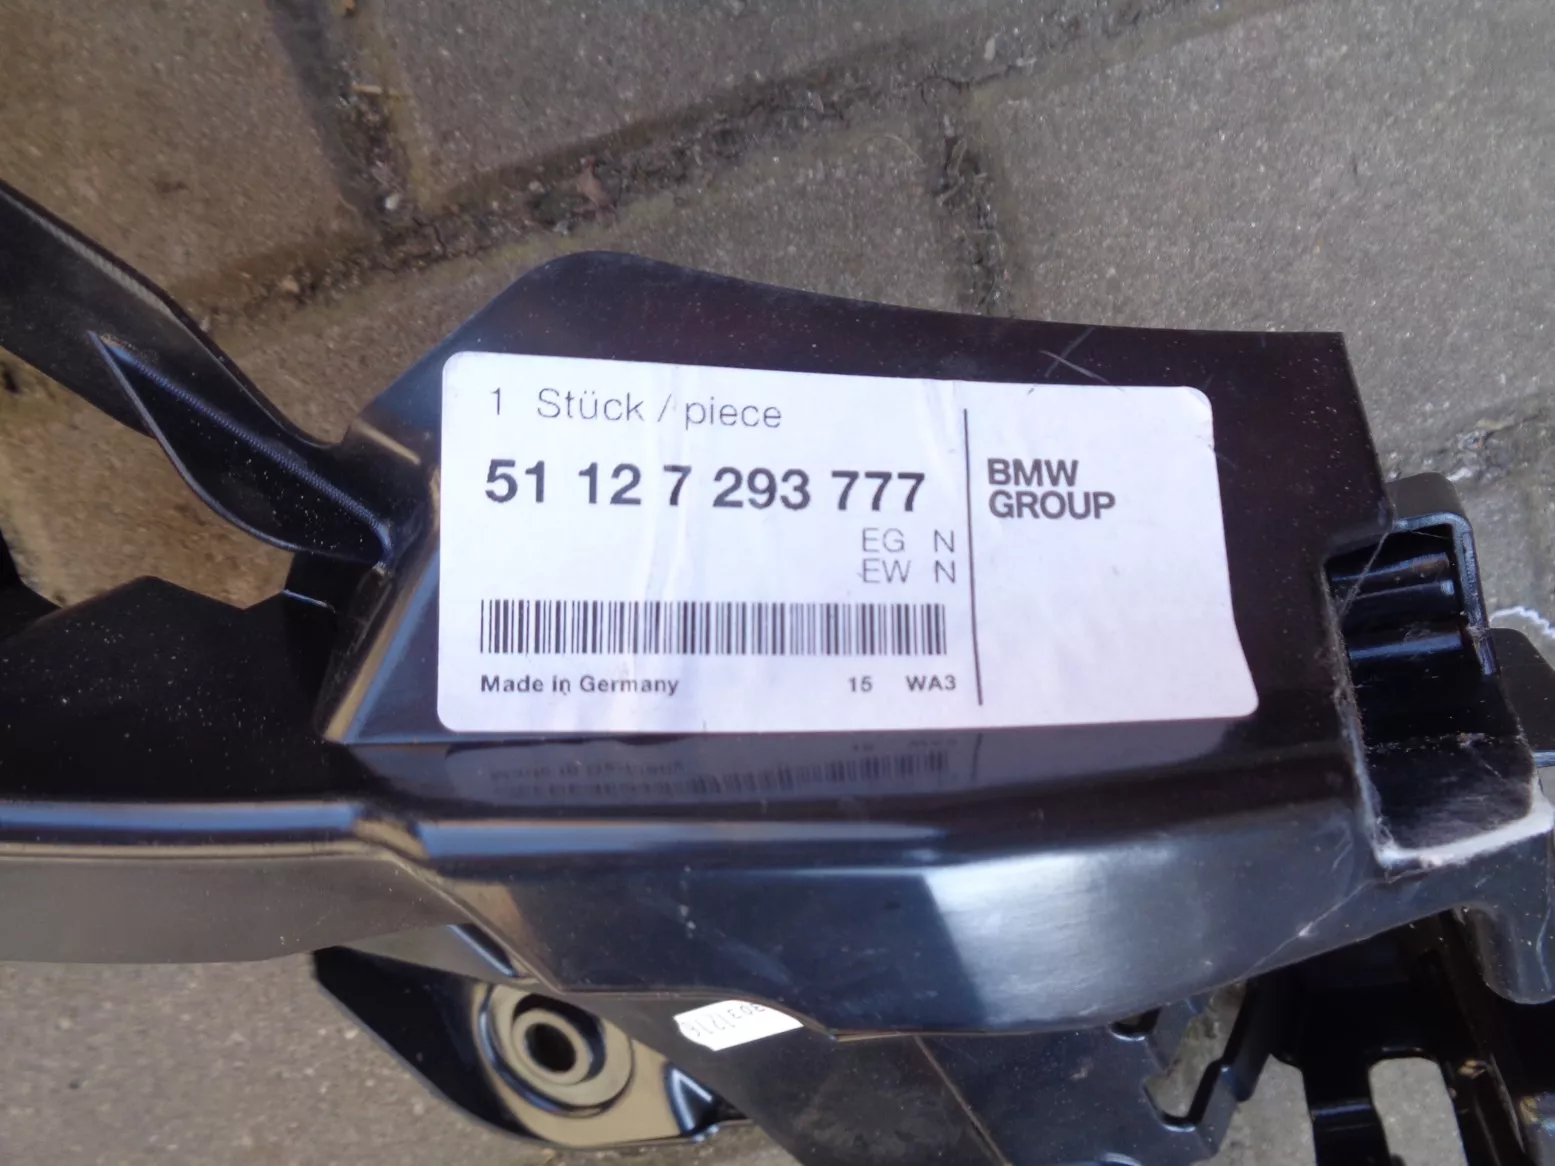 1 Stück / piece
51 12 7 293 777
EG N
EW N
Made in Germany 15 WA3
BMW
GROUP